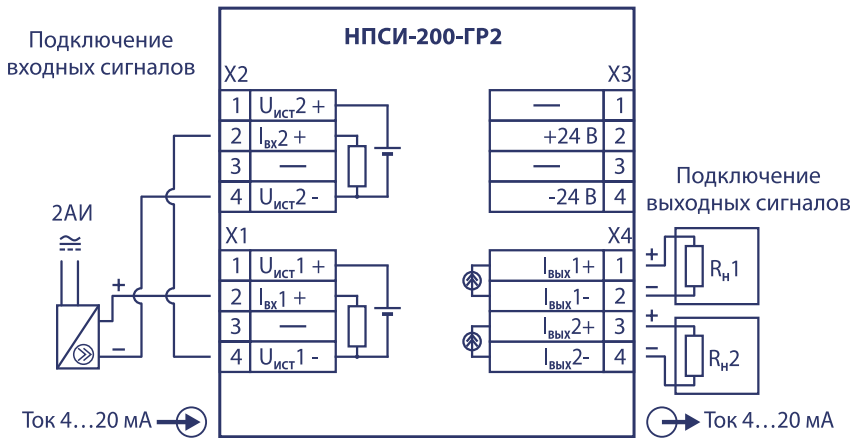 НПСИ-200-ГР2
Подключение
входных сигналов
X2
1 Uист2 +
2 Iвх2 +
3 —
4 Uист2 -
X3
— 1
+24 В 2
— 3
-24 В 4
Подключение
выходных сигналов
2АИ
+
−
X1
1 Uист1 +
2 Iвх1 +
3 —
4 Uист1 -
X4
Iвых1+ 1
Iвых1- 2
Iвых2+ 3
Iвых2- 4
+
−
Rн1
+
−
Rн2
Ток 4…20 мА
Ток 4…20 мА